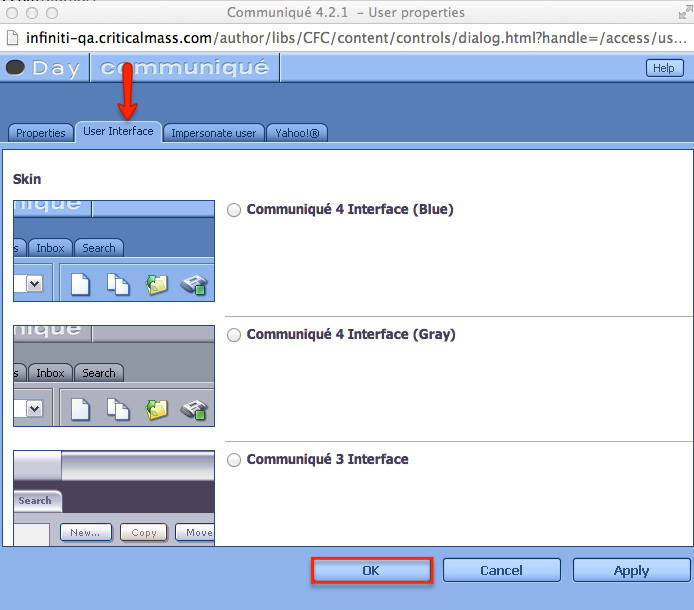 Communiqué 4.2.1 – User properties
infiniti-qa.criticalmass.com/author/libs/CFC/content/controls/dialog.html?handle=/access/us...
Day communiqué
Help
Properties User Interface Impersonate user Yahoo!®
Skin
Communiqué 4 Interface (Blue)
Inbox Search
Communiqué 4 Interface (Gray)
Inbox Search
Communiqué 3 Interface
Search
New... Copy Move
OK Cancel Apply